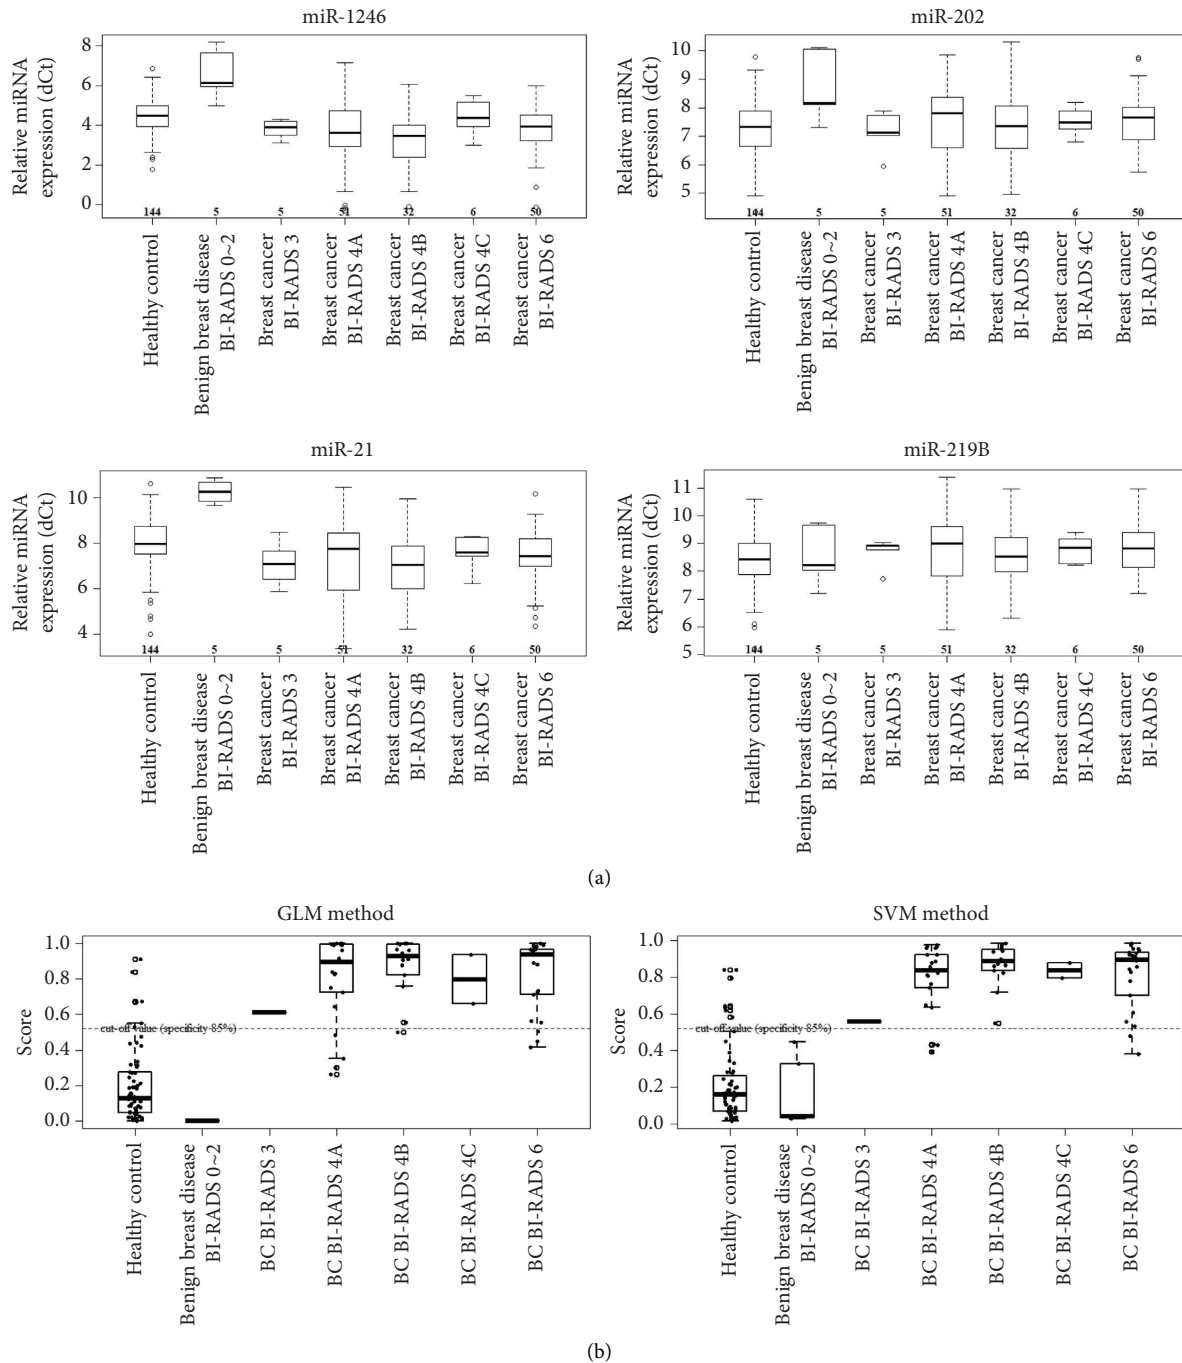 miR-1246
Relative miRNA
expression (dCt)
8
6
4
2
0
144
5
5
51
32
6
50
Healthy control
Benign breast disease
BI-RADS 0~2
Breast cancer
BI-RADS 3
Breast cancer
BI-RADS 4A
Breast cancer
BI-RADS 4B
Breast cancer
BI-RADS 4C
Breast cancer
BI-RADS 6
miR-202
Relative miRNA
expression (dCt)
10
9
8
7
6
5
144
5
5
51
32
6
50
Healthy control
Benign breast disease
BI-RADS 0~2
Breast cancer
BI-RADS 3
Breast cancer
BI-RADS 4A
Breast cancer
BI-RADS 4B
Breast cancer
BI-RADS 4C
Breast cancer
BI-RADS 6
miR-21
Relative miRNA
expression (dCt)
10
8
6
4
144
5
5
51
32
6
50
Healthy control
Benign breast disease
BI-RADS 0~2
Breast cancer
BI-RADS 3
Breast cancer
BI-RADS 4A
Breast cancer
BI-RADS 4B
Breast cancer
BI-RADS 4C
Breast cancer
BI-RADS 6
miR-219B
Relative miRNA
expression (dCt)
11
10
9
8
7
6
5
144
5
5
51
32
6
50
Healthy control
Benign breast disease
BI-RADS 0~2
Breast cancer
BI-RADS 3
Breast cancer
BI-RADS 4A
Breast cancer
BI-RADS 4B
Breast cancer
BI-RADS 4C
Breast cancer
BI-RADS 6
(a)
GLM method
Score
1.0
0.8
0.6
0.4
0.2
0.0
cut-off value (specificity 85%)
Healthy control
Benign breast disease
BI-RADS 0~2
BC BI-RADS 3
BC BI-RADS 4A
BC BI-RADS 4B
BC BI-RADS 4C
BC BI-RADS 6
SVM method
Score
1.0
0.8
0.6
0.4
0.2
0.0
cut-off value (specificity 85%)
Healthy control
Benign breast disease
BI-RADS 0~2
BC BI-RADS 3
BC BI-RADS 4A
BC BI-RADS 4B
BC BI-RADS 4C
BC BI-RADS 6
(b)